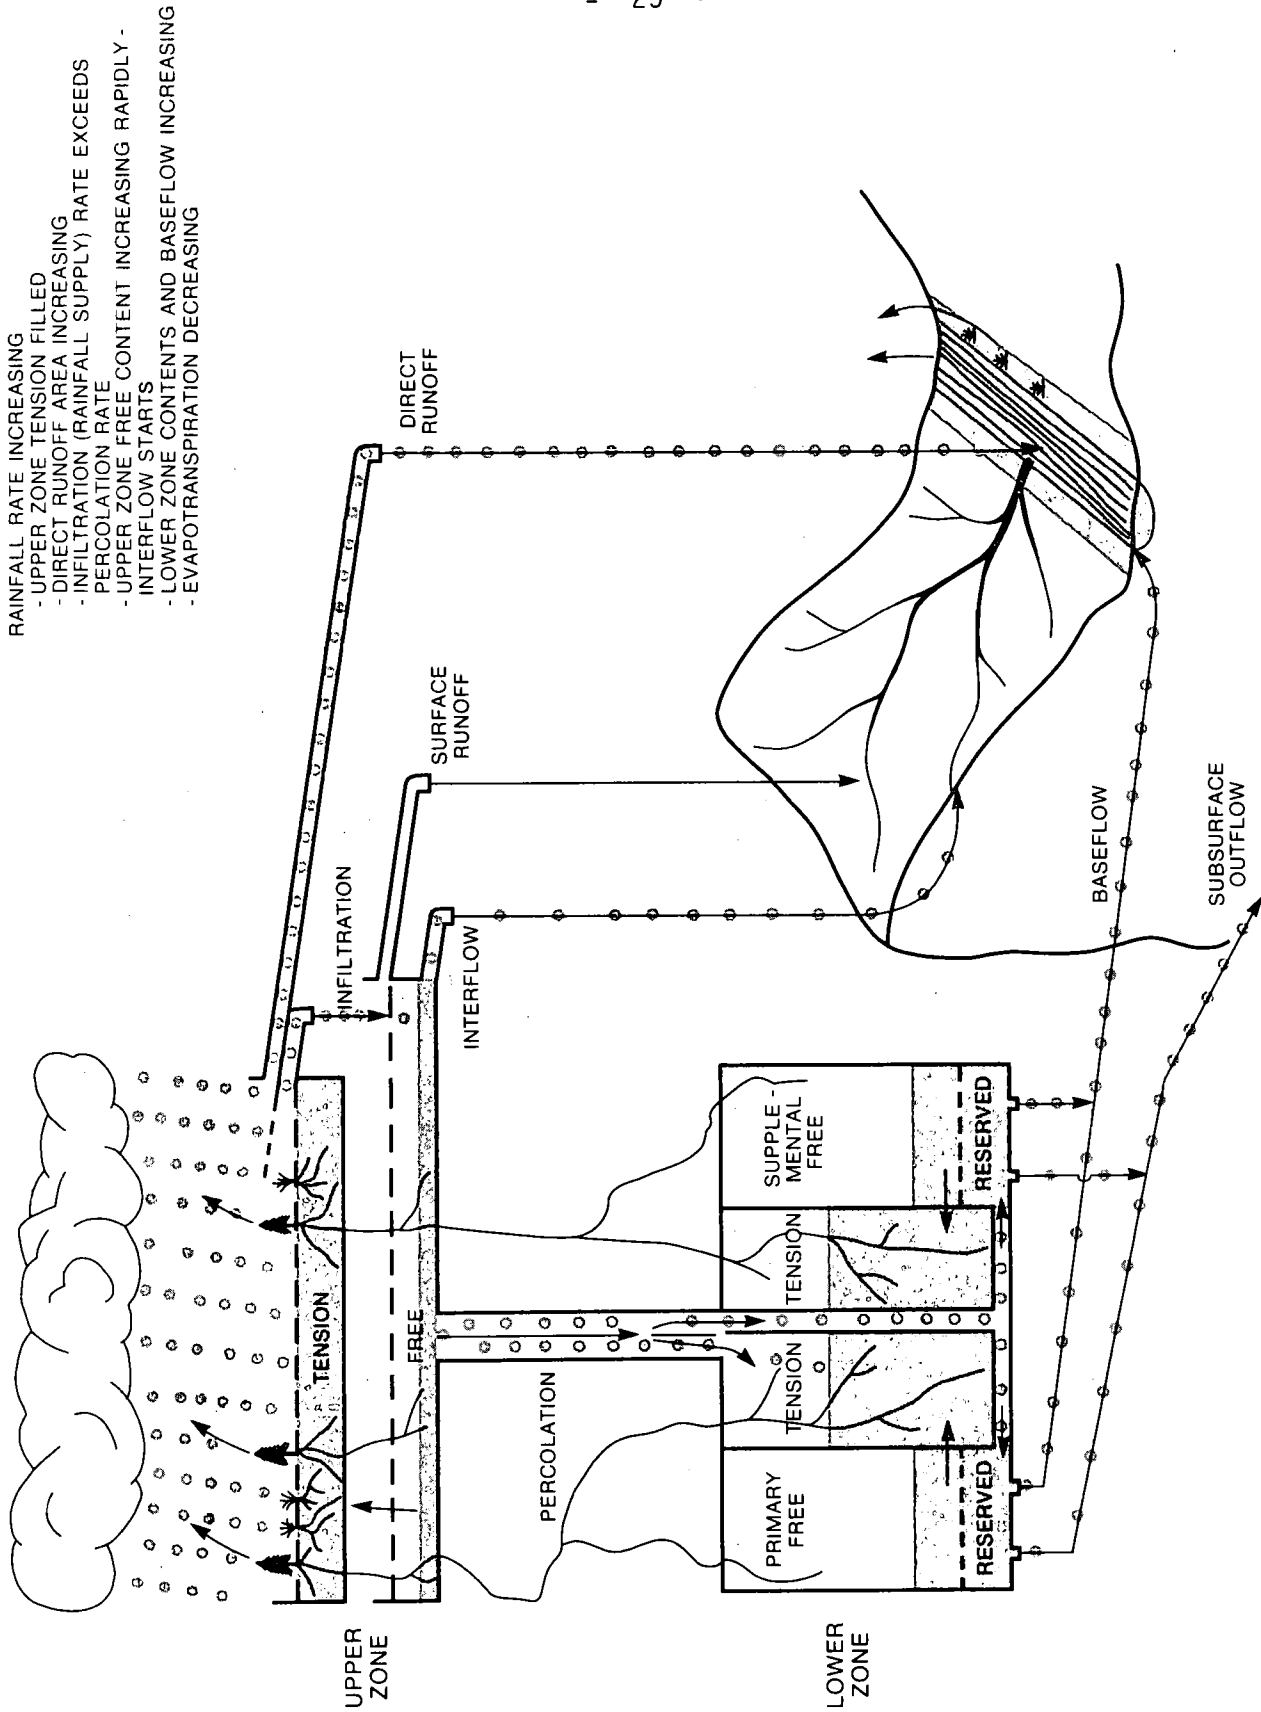 - 29 -
RAINFALL RATE INCREASING
- UPPER ZONE TENSION FILLED
- DIRECT RUNOFF AREA INCREASING
- INFILTRATION (RAINFALL SUPPLY) RATE EXCEEDS
PERCOLATION RATE
- UPPER ZONE FREE CONTENT INCREASING RAPIDLY -
INTERFLOW STARTS
- LOWER ZONE CONTENTS AND BASEFLOW INCREASING
- EVAPOTRANSPIRATION DECREASING
UPPER
ZONE
TENSION
FREE
INFILTRATION
DIRECT
RUNOFF
SURFACE
RUNOFF
INTERFLOW
PERCOLATION
LOWER
ZONE
PRIMARY
FREE
TENSION
TENSION
SUPPLE -
MENTAL
FREE
RESERVED
RESERVED
BASEFLOW
SUBSURFACE
OUTFLOW